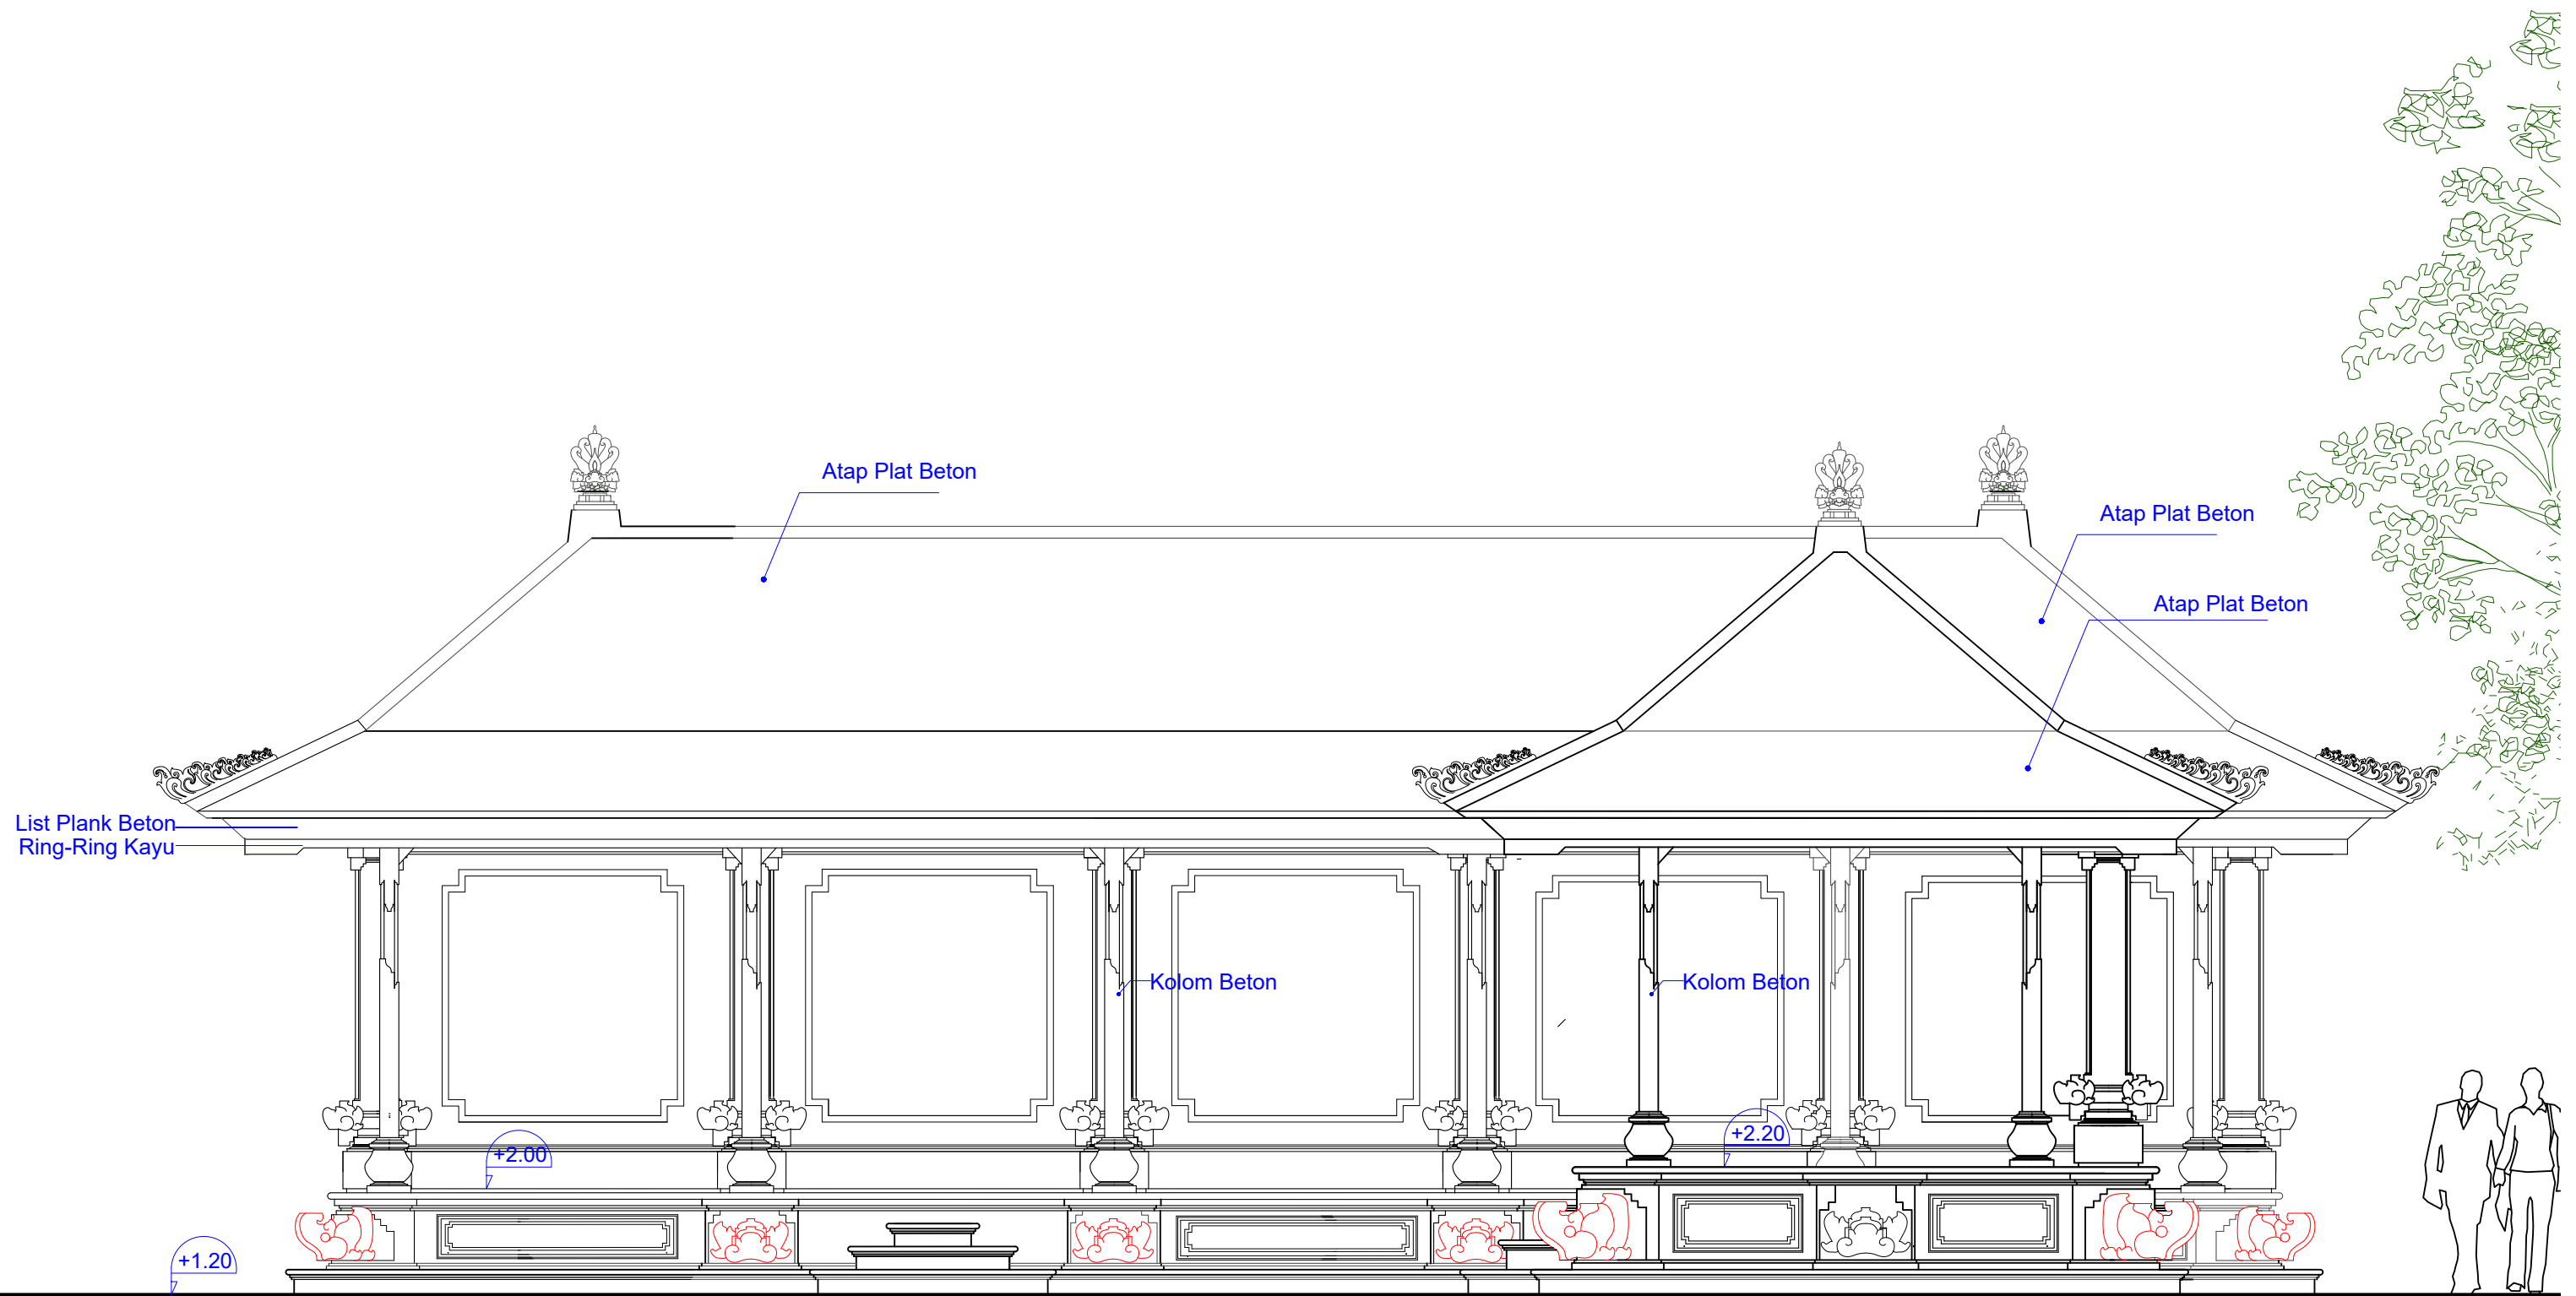 Atap Plat Beton
Atap Plat Beton
Atap Plat Beton
List Plank Beton
Ring-Ring Kayu
Kolom Beton
Kolom Beton
+2.20
+2.00
+1.20